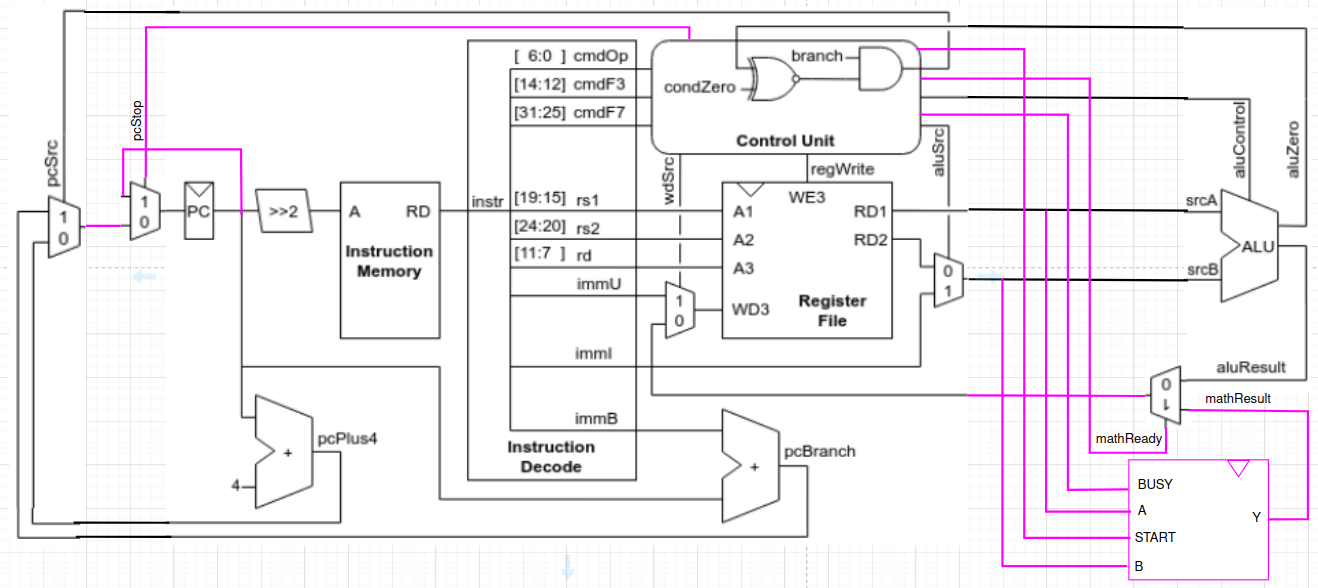 [ 6:0 ] cmdOp
branch
[14:12] cmdF3
condZero
[31:25] cmdF7
Control Unit
pcStop
pcSrc
wdSrc
regWrite
aluSrc
aluControl
aluZero
1
0
1
0
PC
>>2
A RD
Instruction
Memory
instr
[19:15] rs1
[24:20] rs2
[11:7 ] rd
immU
immI
immB
Instruction
Decode
WE3
A1 RD1
A2 RD2
A3
WD3
Register
File
1
0
0
1
srcA
ALU
srcB
aluResult
0
1
mathResult
mathReady
pcPlus4
+
4
pcBranch
+
BUSY
A
Y
START
B